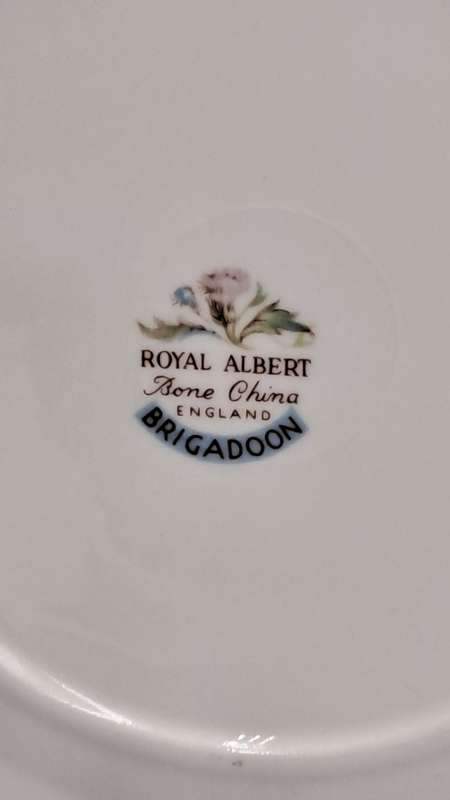 ROYAL ALBERT
Bone China
ENGLAND
BRIGADOON